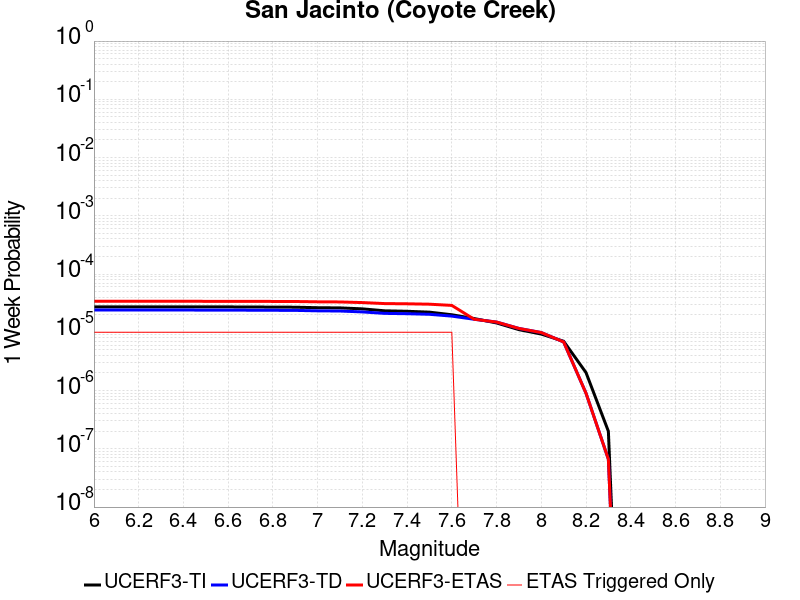 San Jacinto (Coyote Creek)
10^0
10^-1
10^-2
10^-3
10^-4
10^-5
10^-6
10^-7
10^-8
1 Week Probability
6 6.2 6.4 6.6 6.8 7 7.2 7.4 7.6 7.8 8 8.2 8.4 8.6 8.8 9
Magnitude
UCERF3-TI UCERF3-TD UCERF3-ETAS ETAS Triggered Only